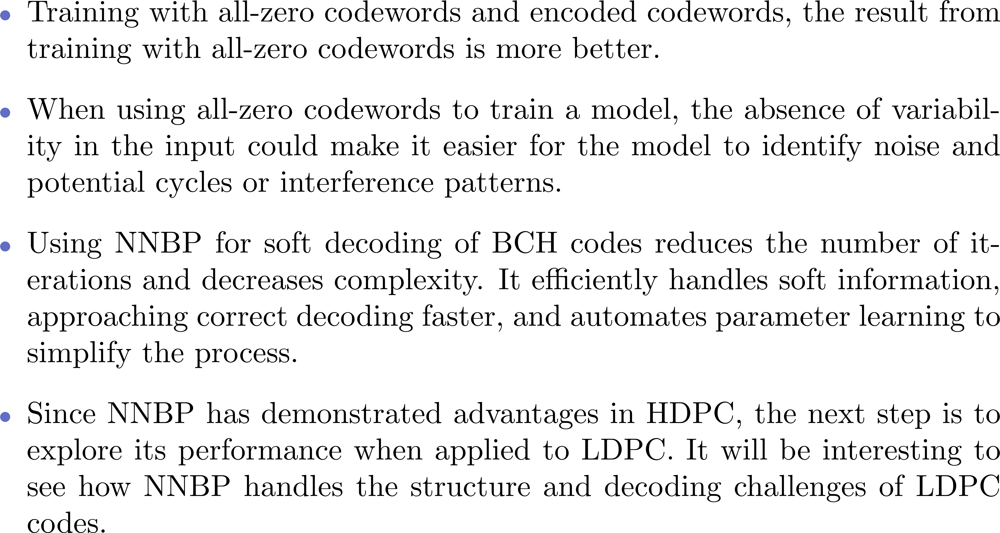 • Training with all-zero codewords and encoded codewords, the result from
training with all-zero codewords is more better.
• When using all-zero codewords to train a model, the absence of variabil-
ity in the input could make it easier for the model to identify noise and
potential cycles or interference patterns.
• Using NNBP for soft decoding of BCH codes reduces the number of it-
erations and decreases complexity. It efficiently handles soft information,
approaching correct decoding faster, and automates parameter learning to
simplify the process.
• Since NNBP has demonstrated advantages in HDPC, the next step is to
explore its performance when applied to LDPC. It will be interesting to
see how NNBP handles the structure and decoding challenges of LDPC
codes.